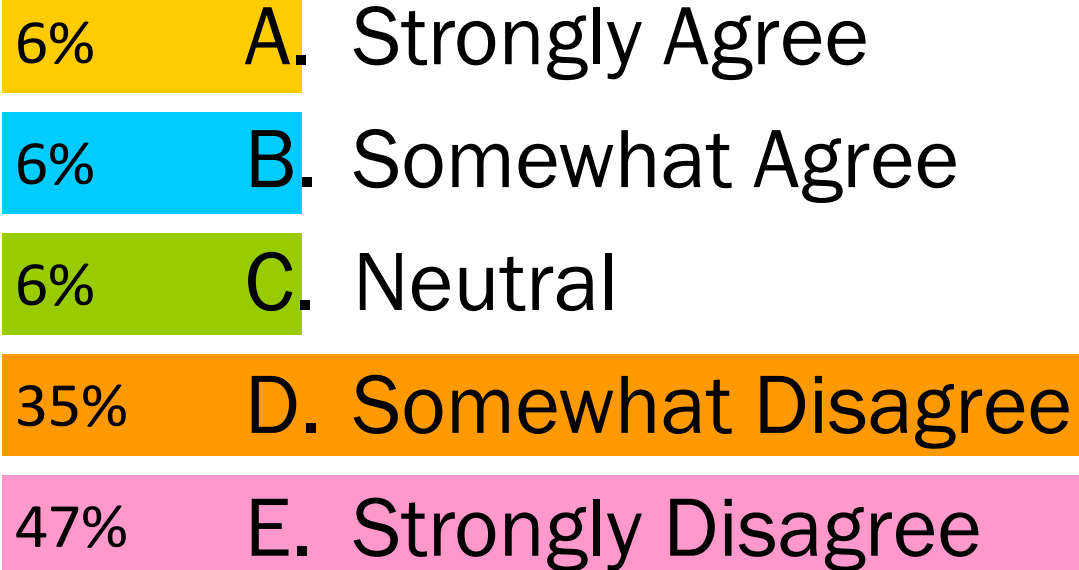 6% A. Strongly Agree
6% B. Somewhat Agree
6% C. Neutral
35% D. Somewhat Disagree
47% E. Strongly Disagree